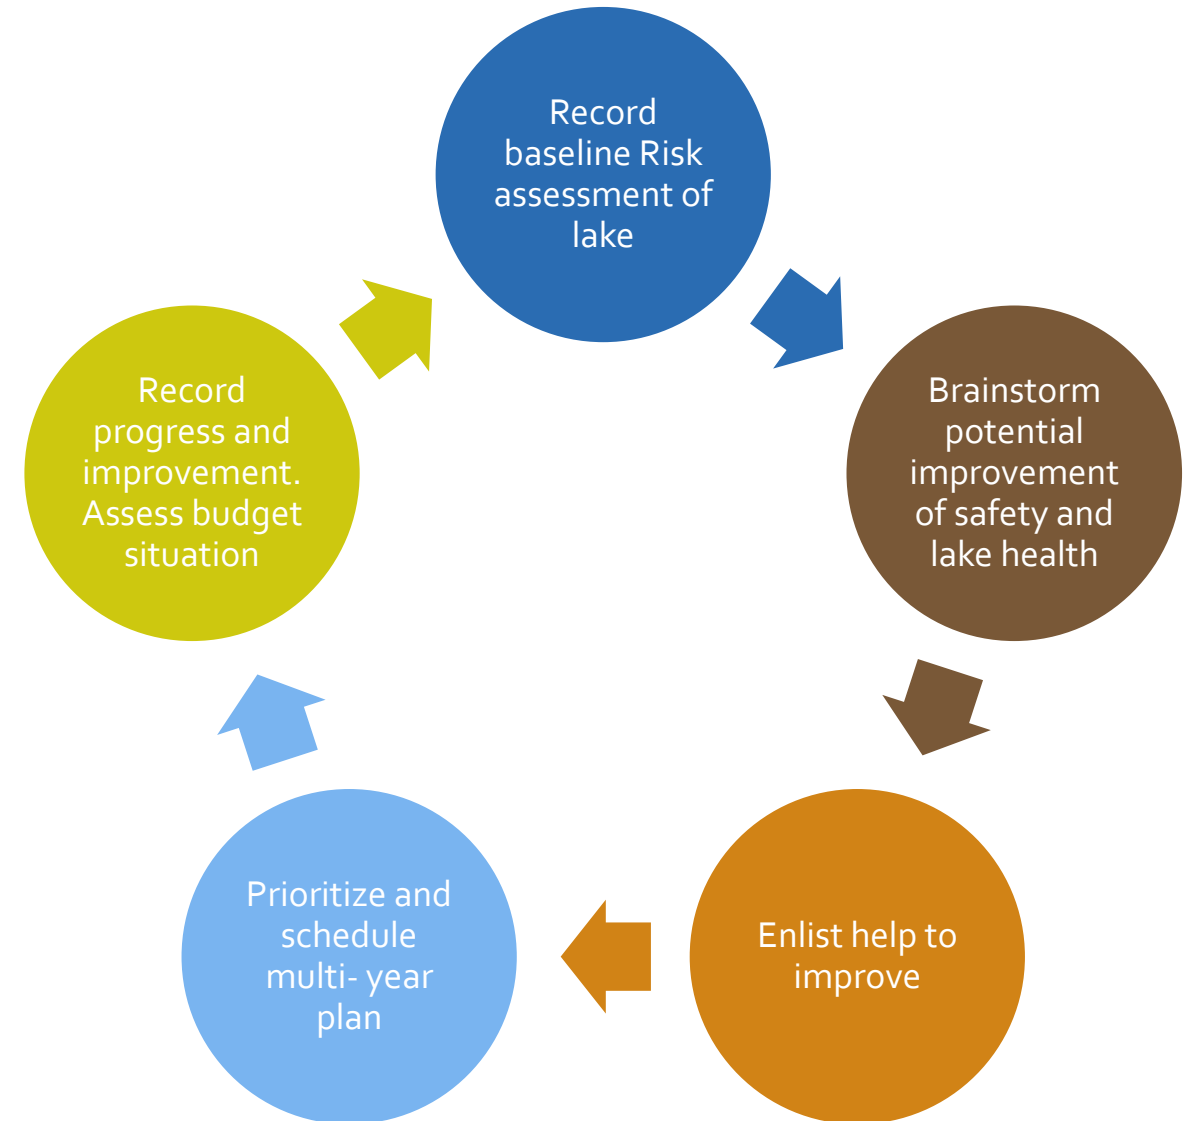 Record
baseline Risk
assessment of
lake
Brainstorm
potential
improvement
of safety and
lake health
Enlist help to
improve
Prioritize and
schedule
multi- year
plan
Record
progress and
improvement.
Assess budget
situation